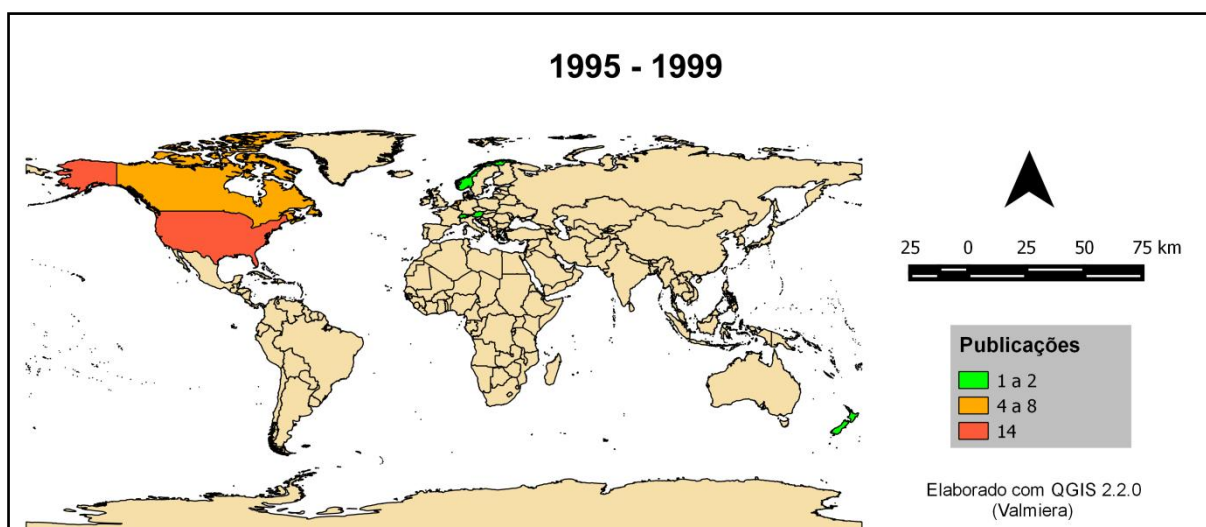 1995 - 1999
25 0 25 50 75 km
Publicações
1 a 2
4 a 8
14
Elaborado com QGIS 2.2.0
(Valmiera)